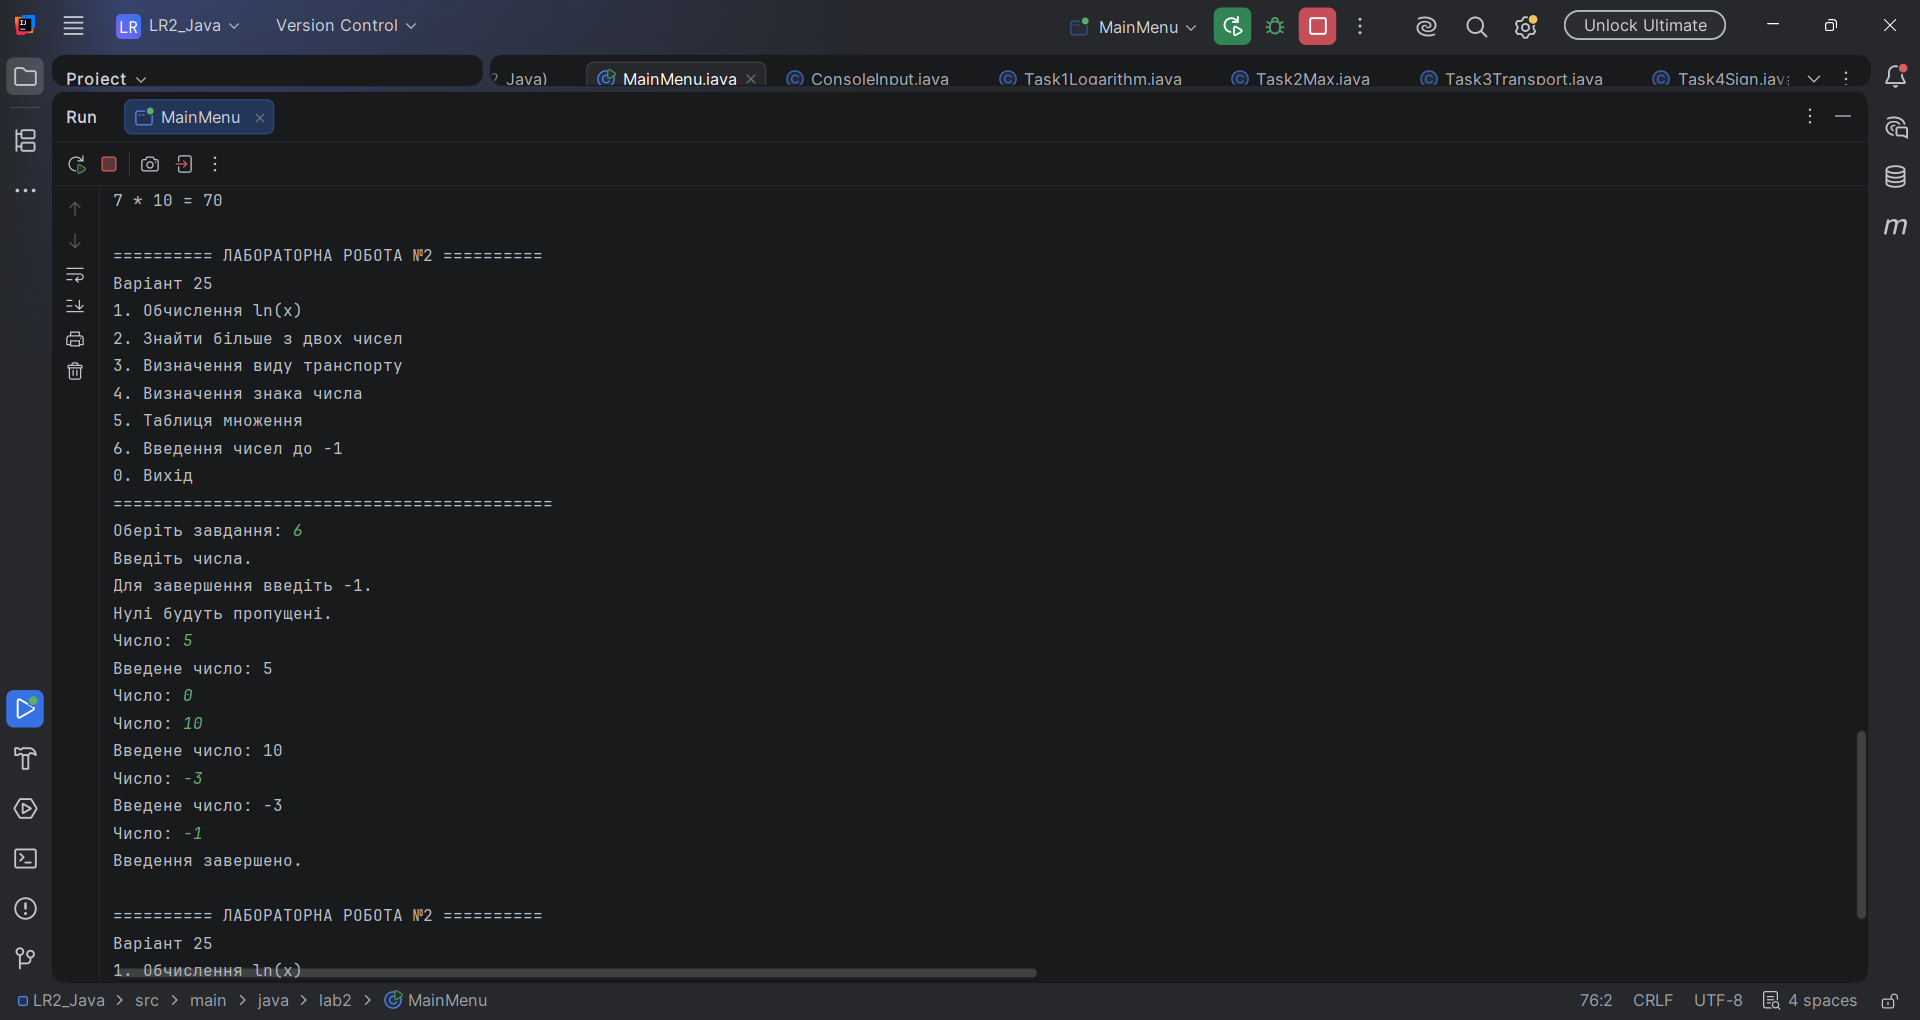 LR LR2_Java Version Control MainMenu Unlock Ultimate
Project Java) MainMenu.java ConsoleInput.java Task1Logarithm.java Task2Max.java Task3Transport.java Task4Sign.java
Run MainMenu
7 * 10 = 70
========== ЛАБОРАТОРНА РОБОТА №2 ==========
Варіант 25
1. Обчислення ln(x)
2. Знайти більше з двох чисел
3. Визначення виду транспорту
4. Визначення знака числа
5. Таблиця множення
6. Введення чисел до -1
0. Вихід
============================================
Оберіть завдання: 6
Введіть числа.
Для завершення введіть -1.
Нулі будуть пропущені.
Число: 5
Введене число: 5
Число: 0
Число: 10
Введене число: 10
Число: -3
Введене число: -3
Число: -1
Введення завершено.
========== ЛАБОРАТОРНА РОБОТА №2 ==========
Варіант 25
1. Обчислення ln(x)
LR2_Java > src > main > java > lab2 > MainMenu 76:2 CRLF UTF-8 4 spaces